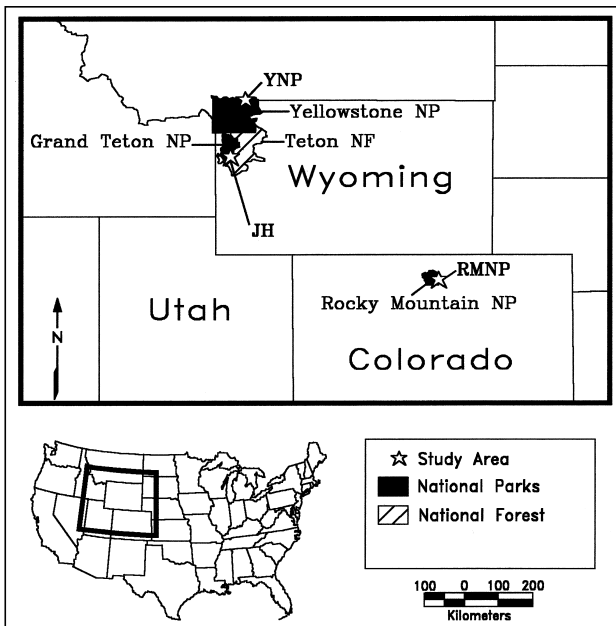 YNP
Yellowstone NP
Grand Teton NP
Teton NF
Wyoming
JH
RMNP
Rocky Mountain NP
Utah
N
Colorado
Study Area
National Parks
National Forest
100 0 100 200
Kilometers